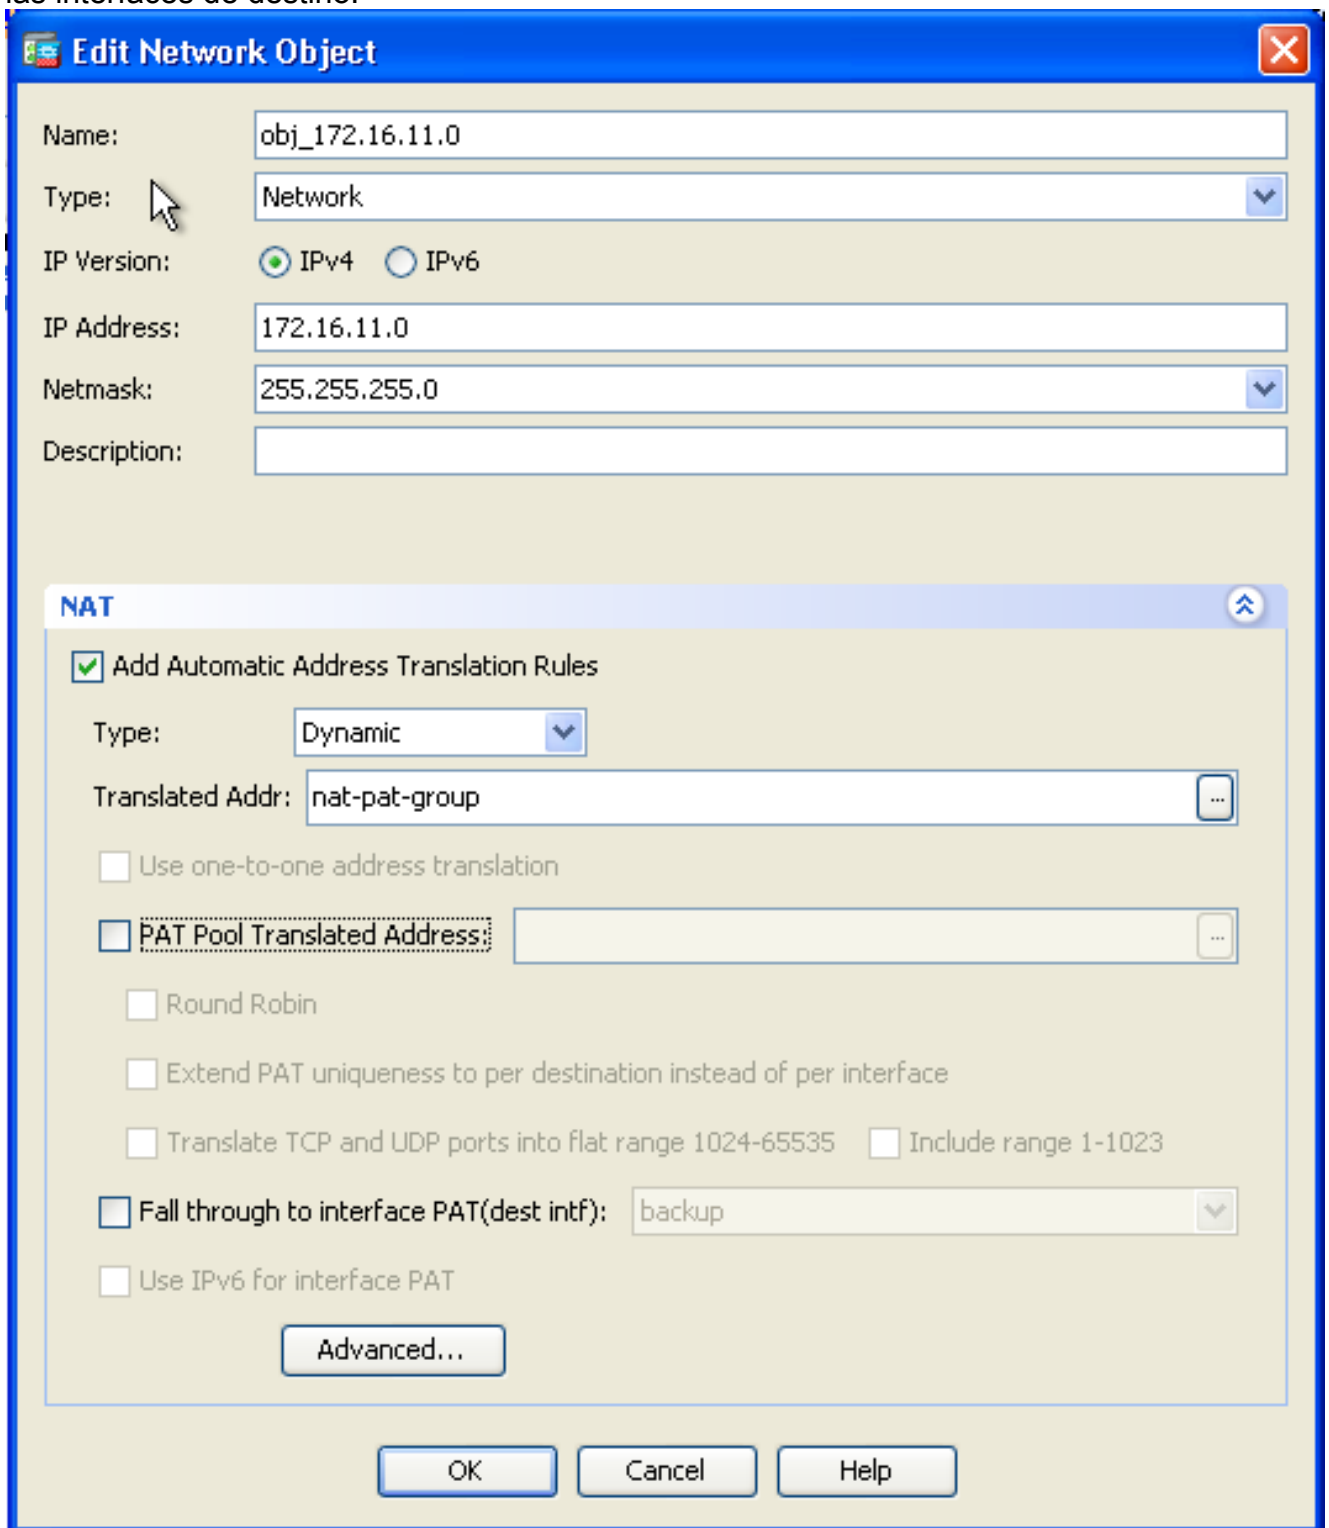 las interfaces de destino.
Edit Network Object
Name: obj_172.16.11.0
Type: Network
IP Version: IPv4 IPv6
IP Address: 172.16.11.0
Netmask: 255.255.255.0
Description:
NAT
Add Automatic Address Translation Rules
Type: Dynamic
Translated Addr: nat-pat-group ...
Use one-to-one address translation
PAT Pool Translated Address: ...
Round Robin
Extend PAT uniqueness to per destination instead of per interface
Translate TCP and UDP ports into flat range 1024-65535 Include range 1-1023
Fall through to interface PAT(dest intf): backup
Use IPv6 for interface PAT
Advanced...
OK Cancel Help